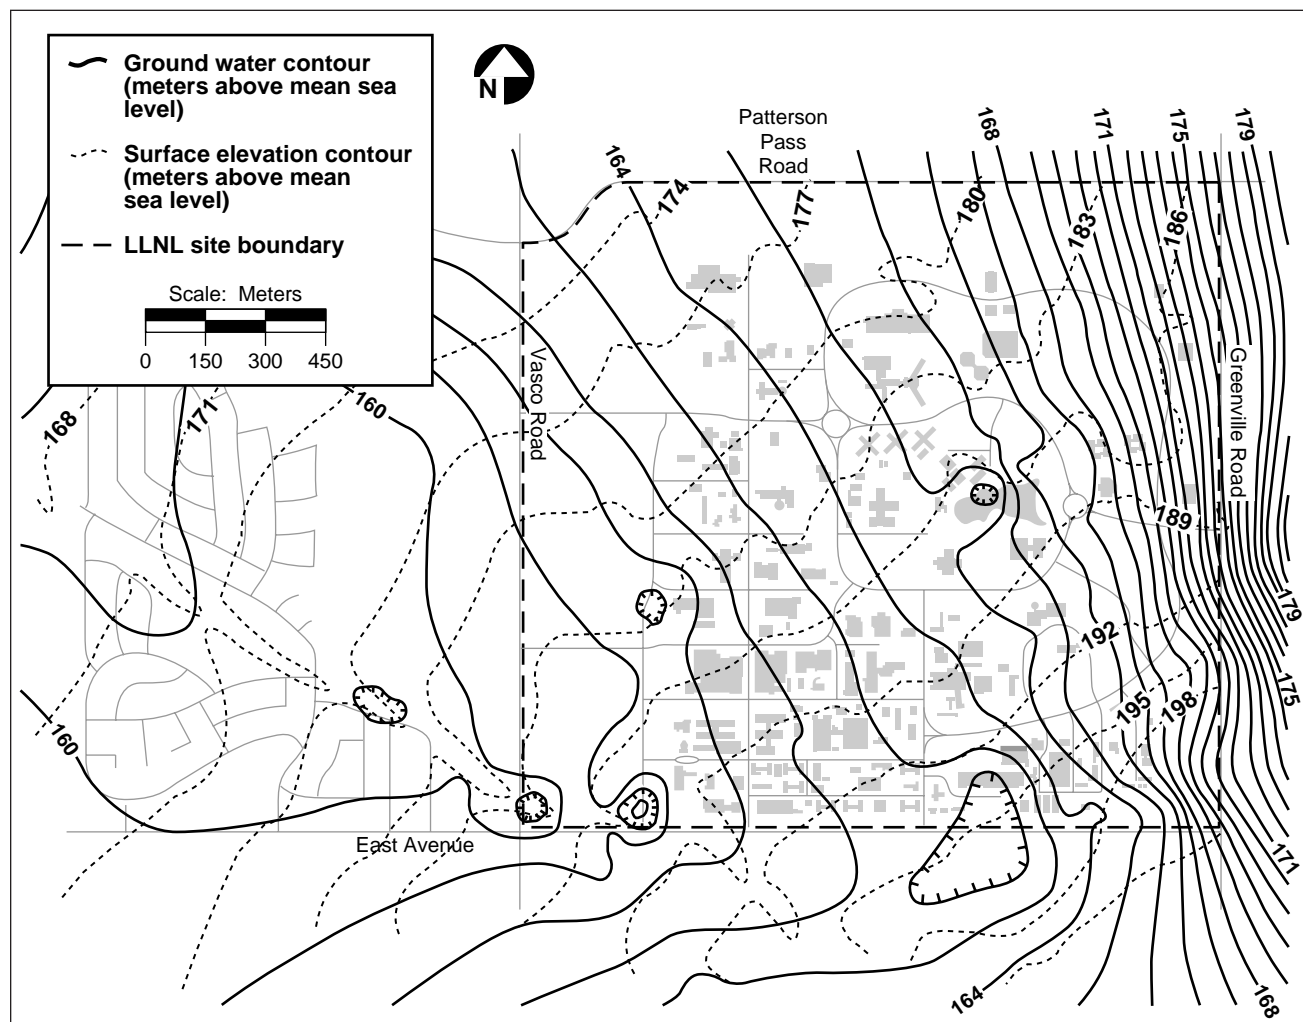 Ground water contour
(meters above mean sea
level)
Surface elevation contour
(meters above mean
sea level)
LLNL site boundary
Scale: Meters
0 150 300 450
N
Patterson
Pass
Road
164
168
171
175
179
174
177
180
183
186
Vasco Road
Greenville Road
168
171
160
189
192
179
195
198
175
160
East Avenue
171
164
168